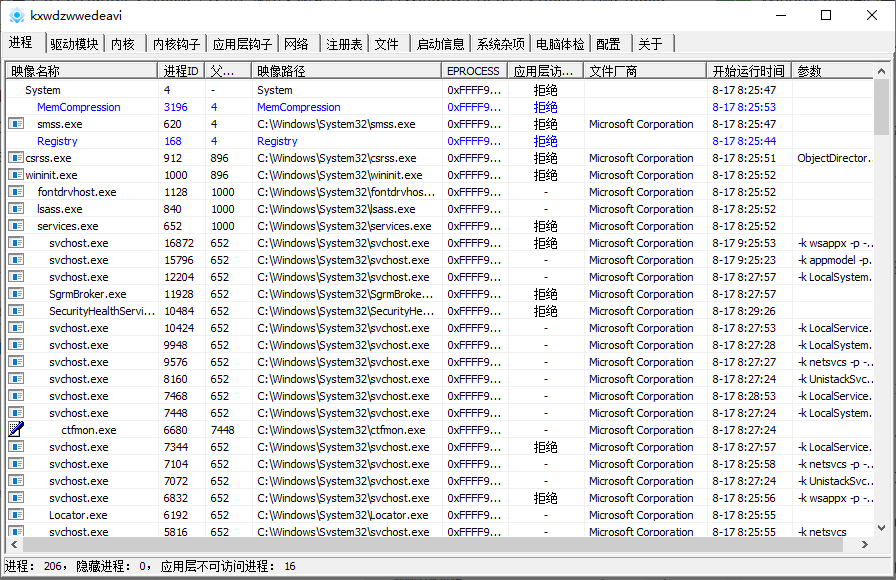 kxwdzwwedeavi
进程 驱动模块 内核 内核钩子 应用层钩子 网络 注册表 文件 启动信息 系统杂项 电脑体检 配置 关于
映像名称 进程ID 父... 映像路径 EPROCESS 应用层访... 文件厂商 开始运行时间 参数
System 4 - System 0xFFFF9... 拒绝 8-17 8:25:47
MemCompression 3196 4 MemCompression 0xFFFF9... 拒绝 8-17 8:25:53
smss.exe 620 4 C:\Windows\System32\smss.exe 0xFFFF9... 拒绝 Microsoft Corporation 8-17 8:25:47
Registry 168 4 Registry 0xFFFF9... 拒绝 8-17 8:25:44
csrss.exe 912 896 C:\Windows\System32\csrss.exe 0xFFFF9... 拒绝 Microsoft Corporation 8-17 8:25:51 ObjectDirector...
wininit.exe 1000 896 C:\Windows\System32\wininit.exe 0xFFFF9... 拒绝 Microsoft Corporation 8-17 8:25:52
fontdrvhost.exe 1128 1000 C:\Windows\System32\fontdrvhos... 0xFFFF9... - Microsoft Corporation 8-17 8:25:52
lsass.exe 840 1000 C:\Windows\System32\lsass.exe 0xFFFF9... - Microsoft Corporation 8-17 8:25:52
services.exe 652 1000 C:\Windows\System32\services.exe 0xFFFF9... 拒绝 Microsoft Corporation 8-17 8:25:52
svchost.exe 16872 652 C:\Windows\System32\svchost.exe 0xFFFF9... 拒绝 Microsoft Corporation 8-17 9:25:53 -k wsappx -p -...
svchost.exe 15796 652 C:\Windows\System32\svchost.exe 0xFFFF9... - Microsoft Corporation 8-17 9:25:23 -k appmodel -p...
svchost.exe 12204 652 C:\Windows\System32\svchost.exe 0xFFFF9... - Microsoft Corporation 8-17 8:27:57 -k LocalSystem...
SgrmBroker.exe 11928 652 C:\Windows\System32\SgrmBroke... 0xFFFF9... 拒绝 Microsoft Corporation 8-17 8:27:57
SecurityHealthServi... 10484 652 C:\Windows\System32\SecurityHe... 0xFFFF9... 拒绝 Microsoft Corporation 8-17 8:29:26
svchost.exe 10424 652 C:\Windows\System32\svchost.exe 0xFFFF9... - Microsoft Corporation 8-17 8:27:53 -k LocalService...
svchost.exe 9948 652 C:\Windows\System32\svchost.exe 0xFFFF9... - Microsoft Corporation 8-17 8:27:28 -k LocalSystem...
svchost.exe 9576 652 C:\Windows\System32\svchost.exe 0xFFFF9... - Microsoft Corporation 8-17 8:27:27 -k netsvcs -p -...
svchost.exe 8160 652 C:\Windows\System32\svchost.exe 0xFFFF9... - Microsoft Corporation 8-17 8:27:24 -k UnistackSvc...
svchost.exe 7468 652 C:\Windows\System32\svchost.exe 0xFFFF9... - Microsoft Corporation 8-17 8:28:53 -k LocalService...
svchost.exe 7448 652 C:\Windows\System32\svchost.exe 0xFFFF9... - Microsoft Corporation 8-17 8:27:24 -k LocalSystem...
ctfmon.exe 6680 7448 C:\Windows\System32\ctfmon.exe 0xFFFF9... - Microsoft Corporation 8-17 8:27:24
svchost.exe 7344 652 C:\Windows\System32\svchost.exe 0xFFFF9... 拒绝 Microsoft Corporation 8-17 8:27:57 -k LocalService...
svchost.exe 7104 652 C:\Windows\System32\svchost.exe 0xFFFF9... - Microsoft Corporation 8-17 8:25:58 -k netsvcs -p -...
svchost.exe 7072 652 C:\Windows\System32\svchost.exe 0xFFFF9... - Microsoft Corporation 8-17 8:27:24 -k UnistackSvc...
svchost.exe 6832 652 C:\Windows\System32\svchost.exe 0xFFFF9... 拒绝 Microsoft Corporation 8-17 8:25:56 -k wsappx -p -...
Locator.exe 6192 652 C:\Windows\System32\Locator.exe 0xFFFF9... - Microsoft Corporation 8-17 8:25:55
svchost.exe 5816 652 C:\Windows\System32\svchost.exe 0xFFFF9... - Microsoft Corporation 8-17 8:25:55 -k netsvcs
进程： 206，隐藏进程： 0，应用层不可访问进程： 16